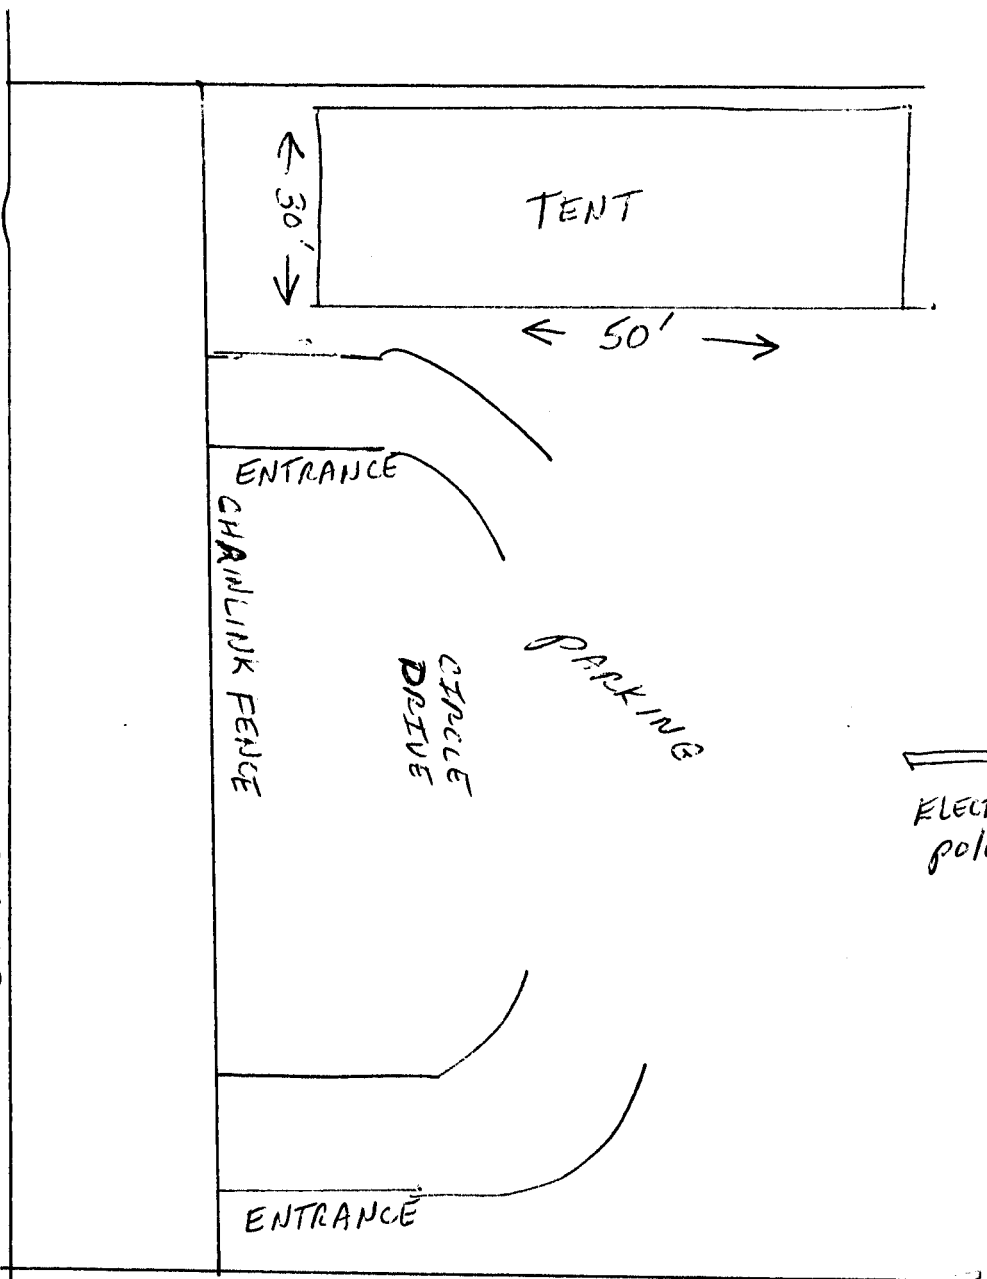 TENT
30'
50'
ENTRANCE
CHAINLINK FENCE
CIRCLE
DRIVE
PARKING
ENTRANCE